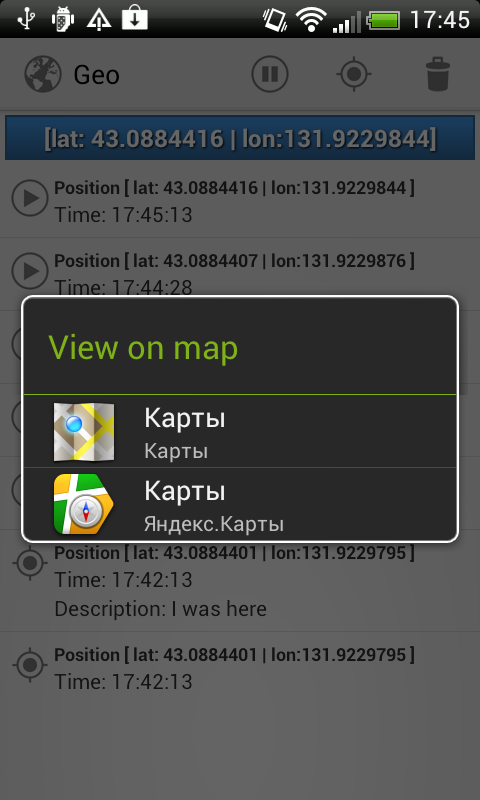 17:45
Geo
[lat: 43.0884416 | lon:131.9229844]
Position [ lat: 43.0884416 | lon:131.9229844 ]
Time: 17:45:13
Position [ lat: 43.0884407 | lon:131.9229876 ]
Time: 17:44:28
View on map
Карты
Карты
Карты
Яндекс.Карты
Position [ lat: 43.0884401 | lon:131.9229795 ]
Time: 17:42:13
Description: I was here
Position [ lat: 43.0884401 | lon:131.9229795 ]
Time: 17:42:13